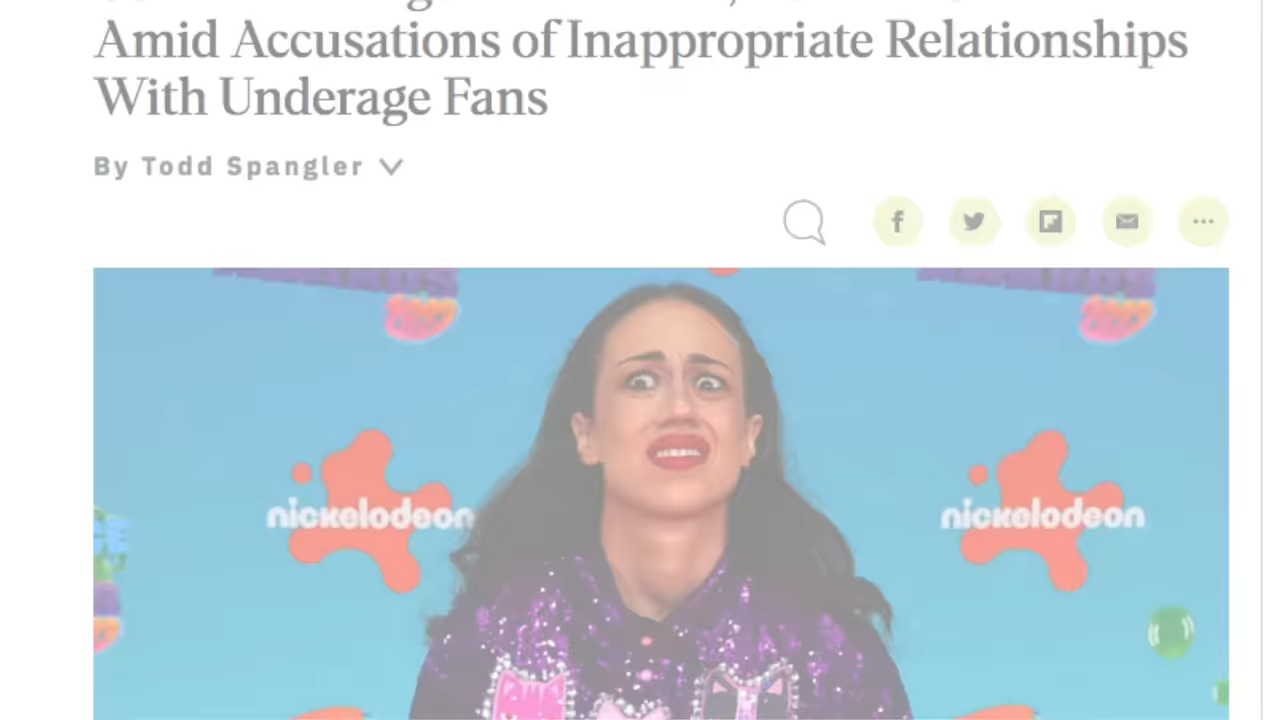 Amid Accusations of Inappropriate Relationships
With Underage Fans
By Todd Spangler
nickelodeon
nickelodeon